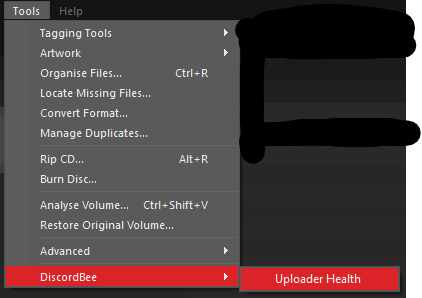 Tools Help
Tagging Tools
Artwork
Organise Files... Ctrl+R
Locate Missing Files...
Convert Format...
Manage Duplicates...
Rip CD... Alt+R
Burn Disc...
Analyse Volume... Ctrl+Shift+V
Restore Original Volume...
Advanced
DiscordBee
Uploader Health